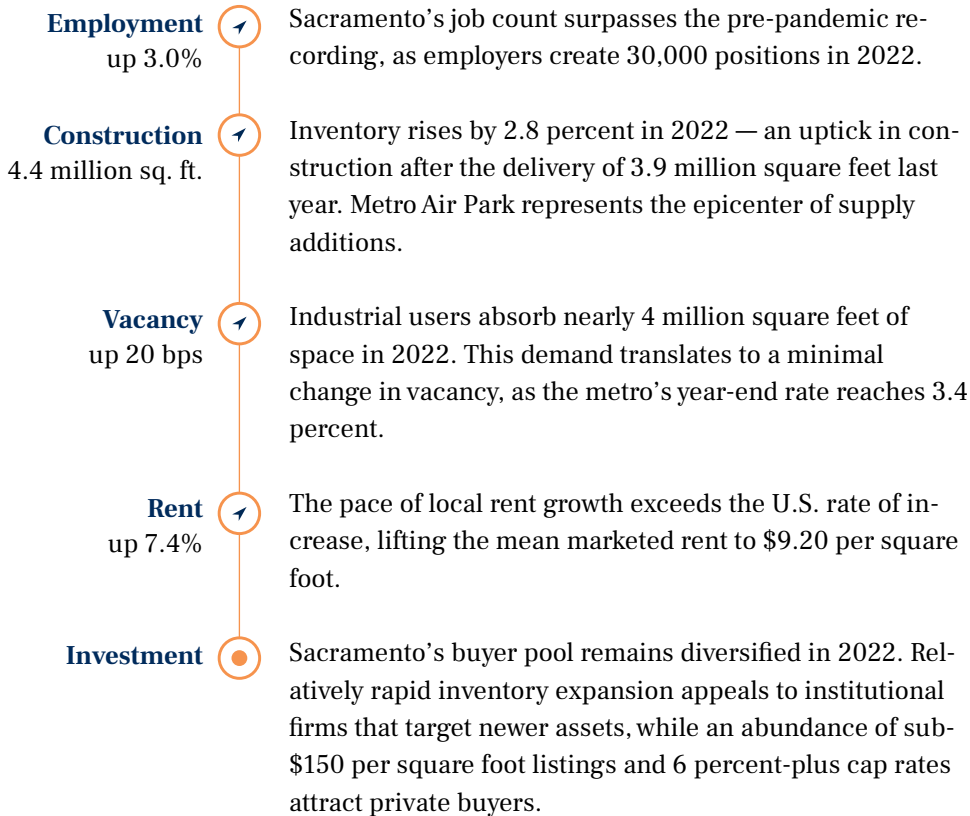 Employment
up 3.0%
Sacramento’s job count surpasses the pre-pandemic re-
cording, as employers create 30,000 positions in 2022.
Construction
4.4 million sq. ft.
Inventory rises by 2.8 percent in 2022 — an uptick in con-
struction after the delivery of 3.9 million square feet last
year. Metro Air Park represents the epicenter of supply
additions.
Vacancy
up 20 bps
Industrial users absorb nearly 4 million square feet of
space in 2022. This demand translates to a minimal
change in vacancy, as the metro’s year-end rate reaches 3.4
percent.
Rent
up 7.4%
The pace of local rent growth exceeds the U.S. rate of in-
crease, lifting the mean marketed rent to $9.20 per square
foot.
Investment
Sacramento’s buyer pool remains diversified in 2022. Rel-
atively rapid inventory expansion appeals to institutional
firms that target newer assets, while an abundance of sub-
$150 per square foot listings and 6 percent-plus cap rates
attract private buyers.